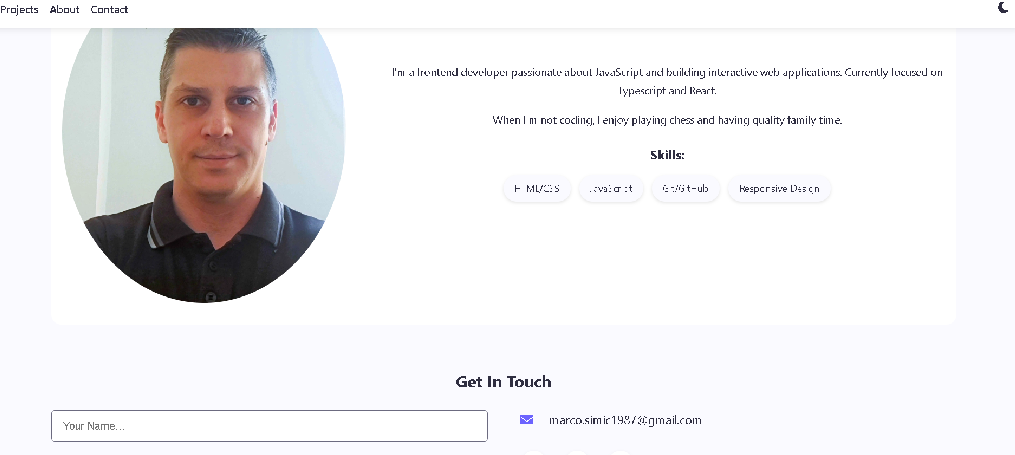 Projects About Contact
I'm a frontend developer passionate about JavaScript and building interactive web applications. Currently focused on
Typescript and React.
When I'm not coding, I enjoy playing chess and having quality family time.
Skills:
HTML/CSS JavaScript Git/GitHub Responsive Design
Get In Touch
Your Name...
marco.simic1987@gmail.com